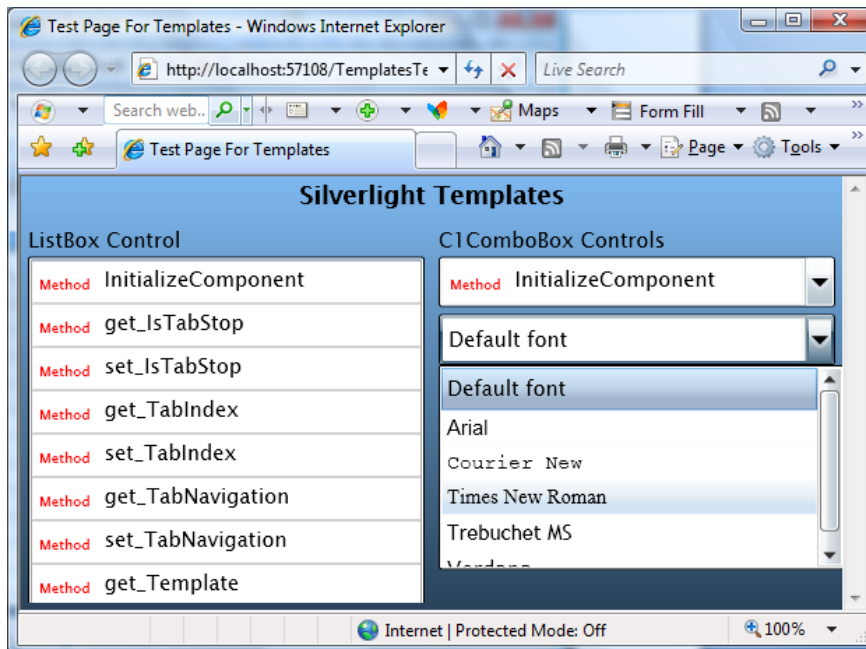 Test Page For Templates - Windows Internet Explorer
http://localhost:57108/TemplatesTe
Live Search
Search web..
Maps
Form Fill
Test Page For Templates
Page
Tools
Silverlight Templates
ListBox Control
Method InitializeComponent
Method get_IsTabStop
Method set_IsTabStop
Method get_TabIndex
Method set_TabIndex
Method get_TabNavigation
Method set_TabNavigation
Method get_Template
C1ComboBox Controls
Method InitializeComponent
Default font
Default font
Arial
Courier New
Times New Roman
Trebuchet MS
Verdana
Internet | Protected Mode: Off
100%